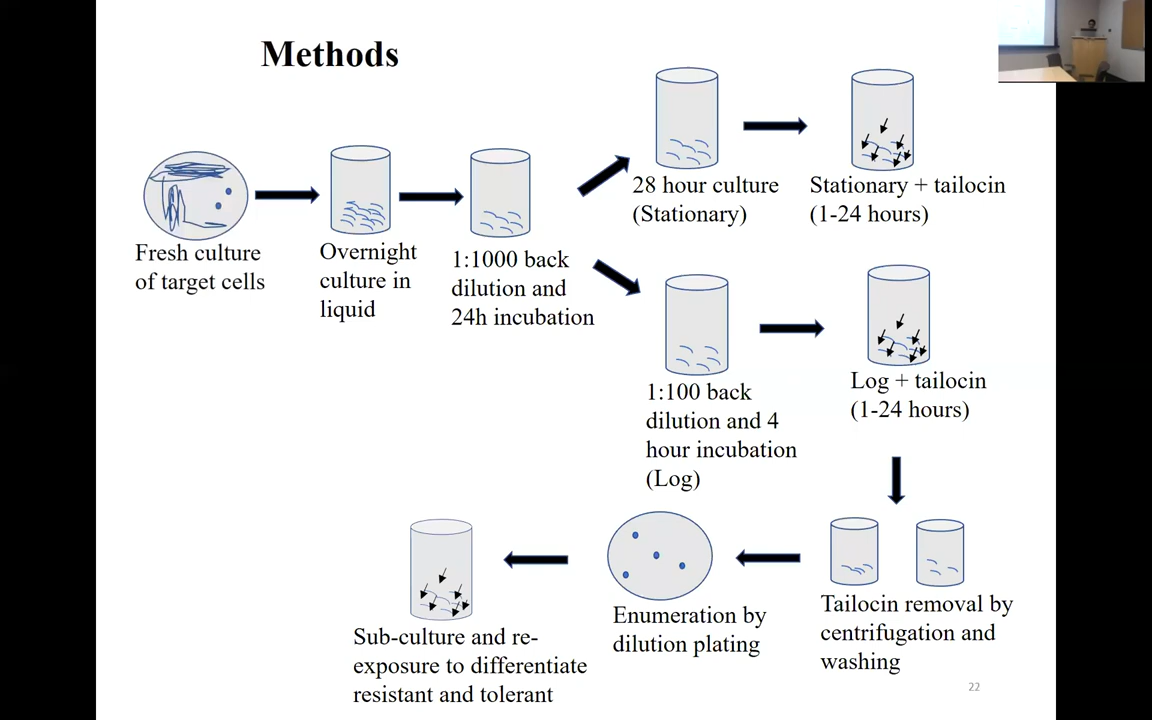 Methods
Fresh culture
of target cells
Overnight
culture in
liquid
1:1000 back
dilution and
24h incubation
28 hour culture
(Stationary)
Stationary + tailocin
(1-24 hours)
1:100 back
dilution and 4
hour incubation
(Log)
Log + tailocin
(1-24 hours)
Tailocin removal by
centrifugation and
washing
Enumeration by
dilution plating
Sub-culture and re-
exposure to differentiate
resistant and tolerant
22